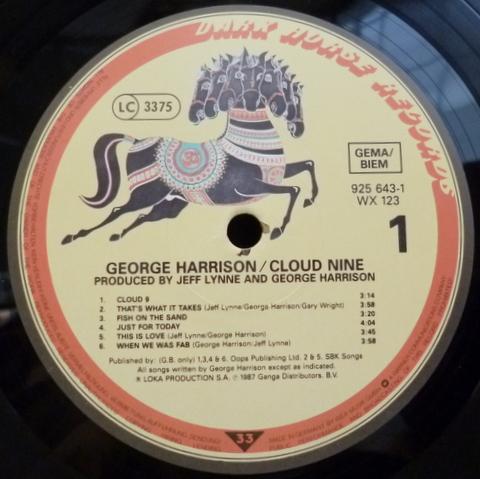 DARK HORSE RECORDS
LC 3375
GEMA/
BIEM
925 643-1
WX 123
1
GEORGE HARRISON/CLOUD NINE
PRODUCED BY JEFF LYNNE AND GEORGE HARRISON
1. CLOUD 9 3:14
2. THAT'S WHAT IT TAKES (Jeff Lynne/George Harrison/Gary Wright) 3:58
3. FISH ON THE SAND 3:20
4. JUST FOR TODAY 4:04
5. THIS IS LOVE (Jeff Lynne/George Harrison) 3:45
6. WHEN WE WAS FAB (George Harrison/Jeff Lynne) 3:58
Published by: (G.B. only) 1,3,4 & 6. Oops Publishing Ltd. 2 & 5. SBK Songs
All songs written by George Harrison except as indicated.
℗ LOKA PRODUCTION S.A. ℗ 1987 Ganga Distributors. B.V.
33